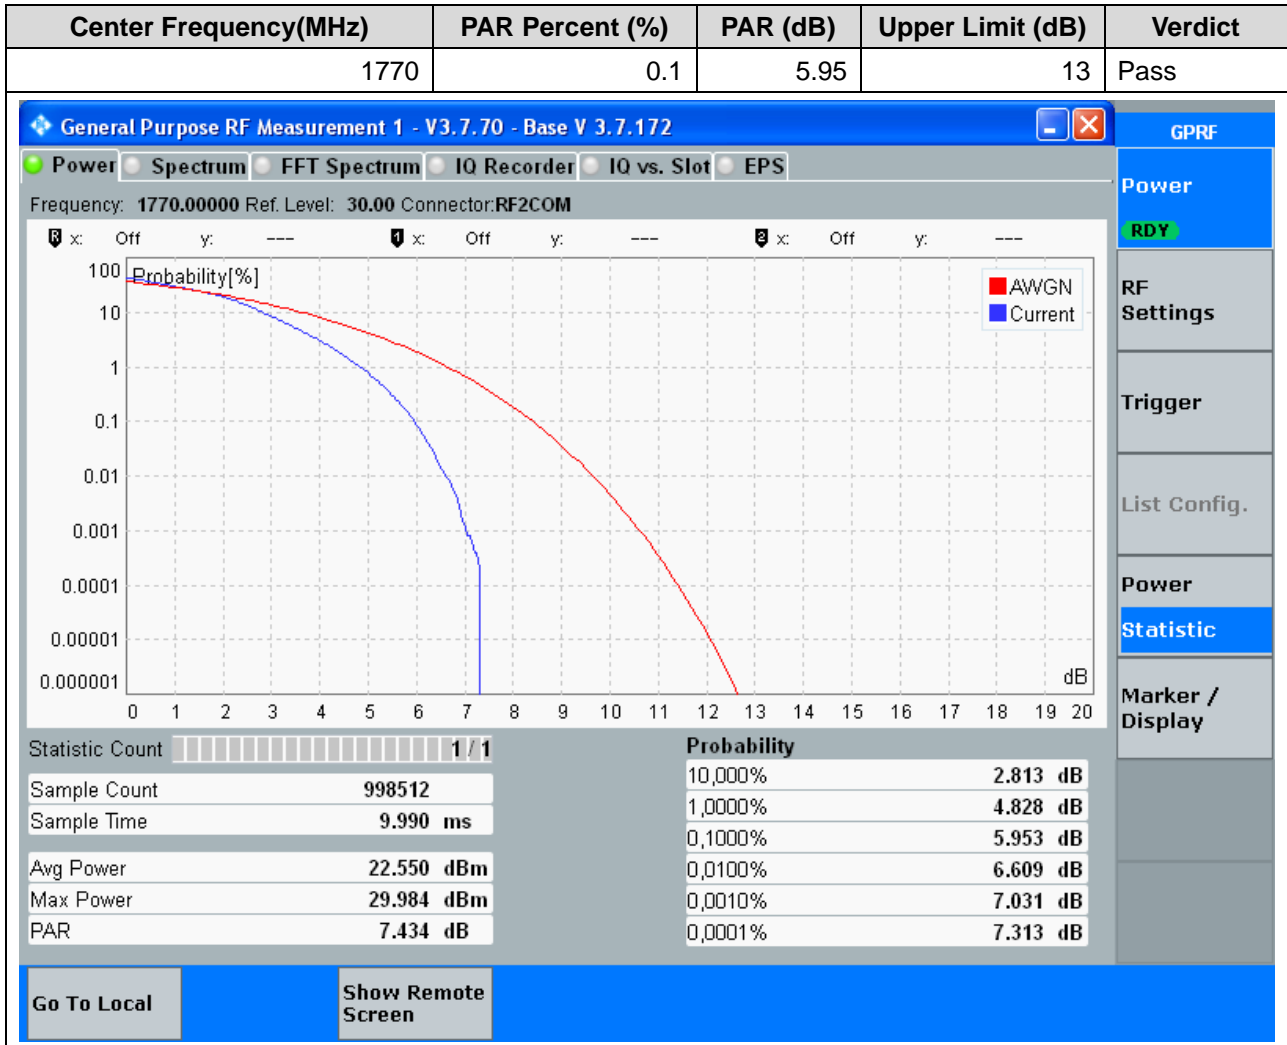 Center Frequency(MHz) PAR Percent (%) PAR (dB) Upper Limit (dB) Verdict
1770 0.1 5.95 13 Pass
General Purpose RF Measurement 1 - V3.7.70 - Base V 3.7.172
GPRF
Power Spectrum FFT Spectrum IQ Recorder IQ vs. Slot EPS
Frequency: 1770.00000 Ref. Level: 30.00 Connector:RF2COM
R x: Off y: --- 1 x: Off y: --- 2 x: Off y: ---
Probability[%]
100
10
1
0.1
0.01
0.001
0.0001
0.00001
0.000001
AWGN
Current
dB
0 1 2 3 4 5 6 7 8 9 10 11 12 13 14 15 16 17 18 19 20
Statistic Count 1 / 1
Sample Count 998512
Sample Time 9.990 ms
Avg Power 22.550 dBm
Max Power 29.984 dBm
PAR 7.434 dB
Probability
10,000% 2.813 dB
1,0000% 4.828 dB
0,1000% 5.953 dB
0,0100% 6.609 dB
0,0010% 7.031 dB
0,0001% 7.313 dB
Power
RDY
RF
Settings
Trigger
List Config.
Power
Statistic
Marker /
Display
Go To Local
Show Remote
Screen